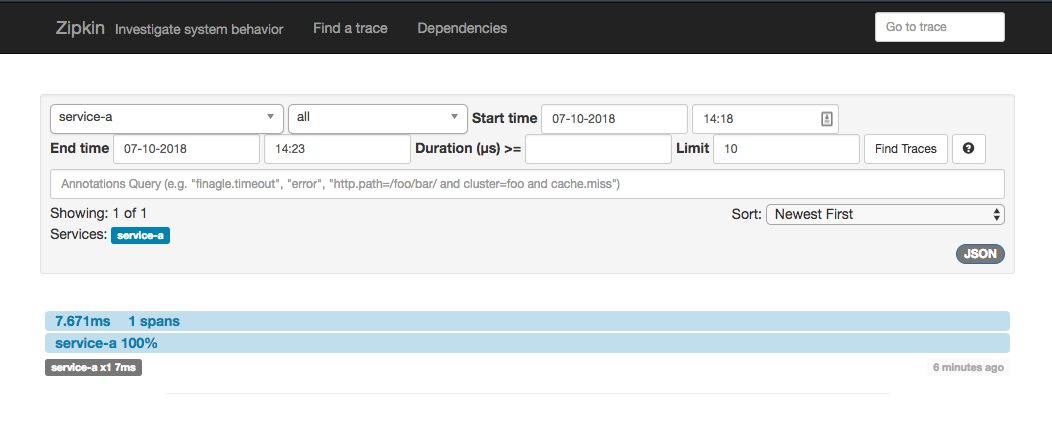 Zipkin Investigate system behavior Find a trace Dependencies Go to trace
service-a all Start time 07-10-2018 14:18
End time 07-10-2018 14:23 Duration (µs) >= Limit 10 Find Traces ?
Annotations Query (e.g. "finagle.timeout", "error", "http.path=/foo/bar/ and cluster=foo and cache.miss")
Showing: 1 of 1 Sort: Newest First
Services: service-a
JSON
7.671ms 1 spans
service-a 100%
service-a x1 7ms 6 minutes ago